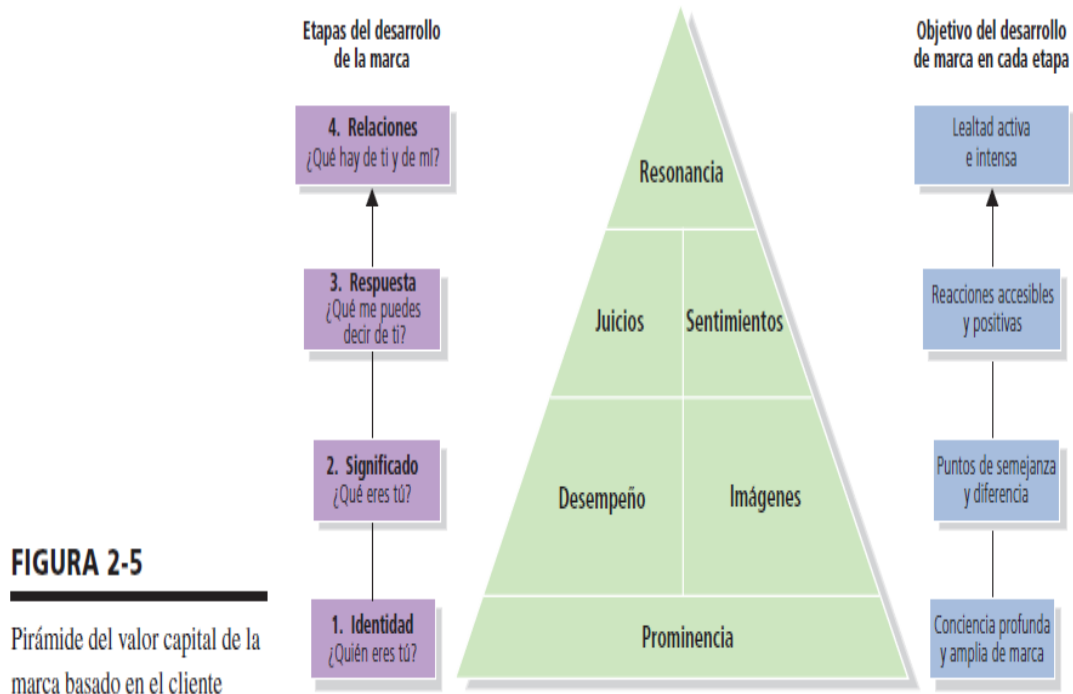 Etapas del desarrollo
de la marca
4. Relaciones
¿Qué hay de ti y de mí?
3. Respuesta
¿Qué me puedes
decir de ti?
2. Significado
¿Qué eres tú?
1. Identidad
¿Quién eres tú?
Resonancia
Juicios
Sentimientos
Desempeño
Imágenes
Prominencia
Objetivo del desarrollo
de marca en cada etapa
Lealtad activa
e intensa
Reacciones accesibles
y positivas
Puntos de semejanza
y diferencia
Conciencia profunda
y amplia de marca
FIGURA 2-5
Pirámide del valor capital de la
marca basado en el cliente